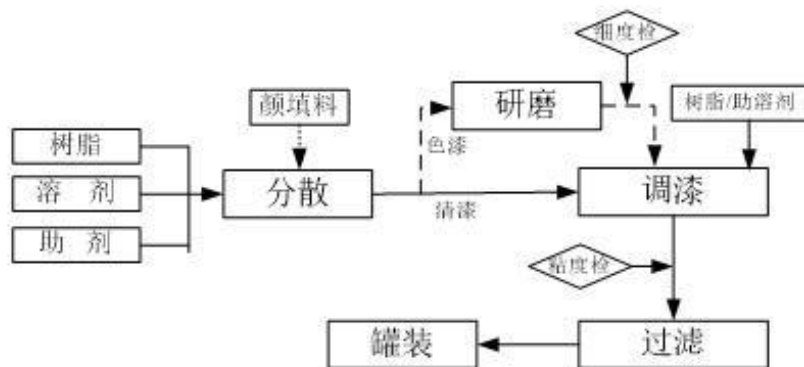 细度检
颜填料
研磨
树脂/助溶剂
树脂
色漆
溶 剂
分散
调漆
清漆
助 剂
粘度检
罐装
过滤